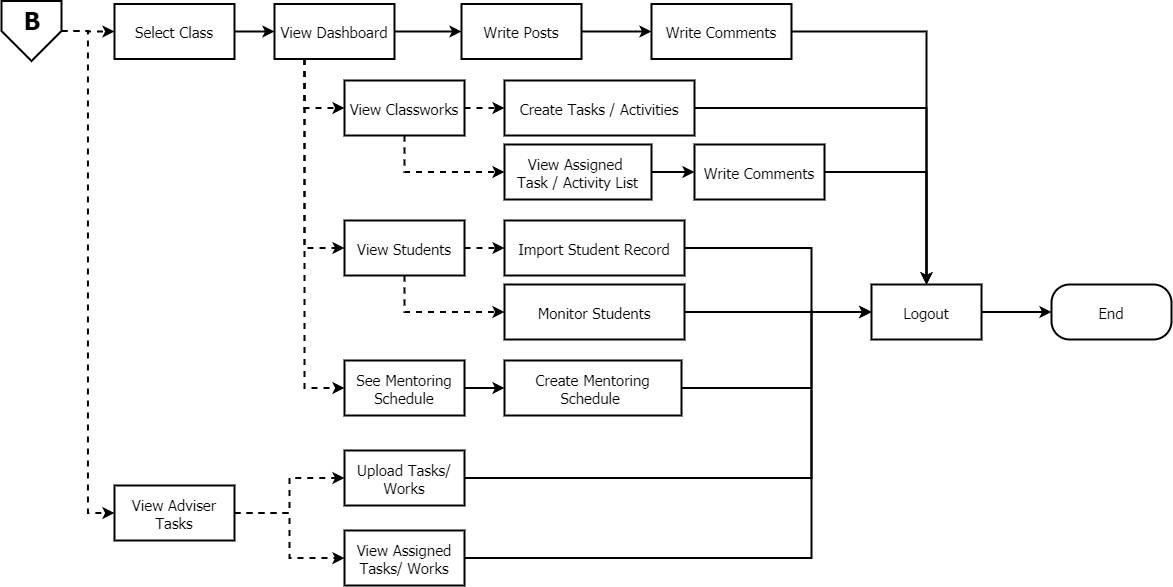 B
Select Class
View Dashboard
Write Posts
Write Comments
View Classworks
Create Tasks / Activities
View Assigned
Task / Activity List
Write Comments
View Students
Import Student Record
Monitor Students
Logout
End
See Mentoring
Schedule
Create Mentoring
Schedule
Upload Tasks/
Works
View Adviser
Tasks
View Assigned
Tasks/ Works